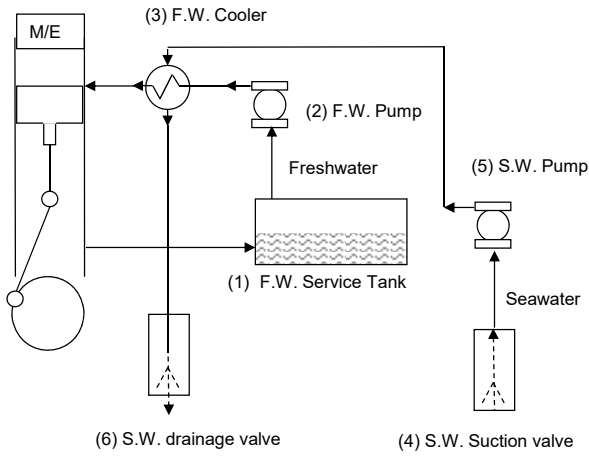 (3) F.W. Cooler
M/E
(2) F.W. Pump
Freshwater
(5) S.W. Pump
(1) F.W. Service Tank
Seawater
(6) S.W. drainage valve
(4) S.W. Suction valve